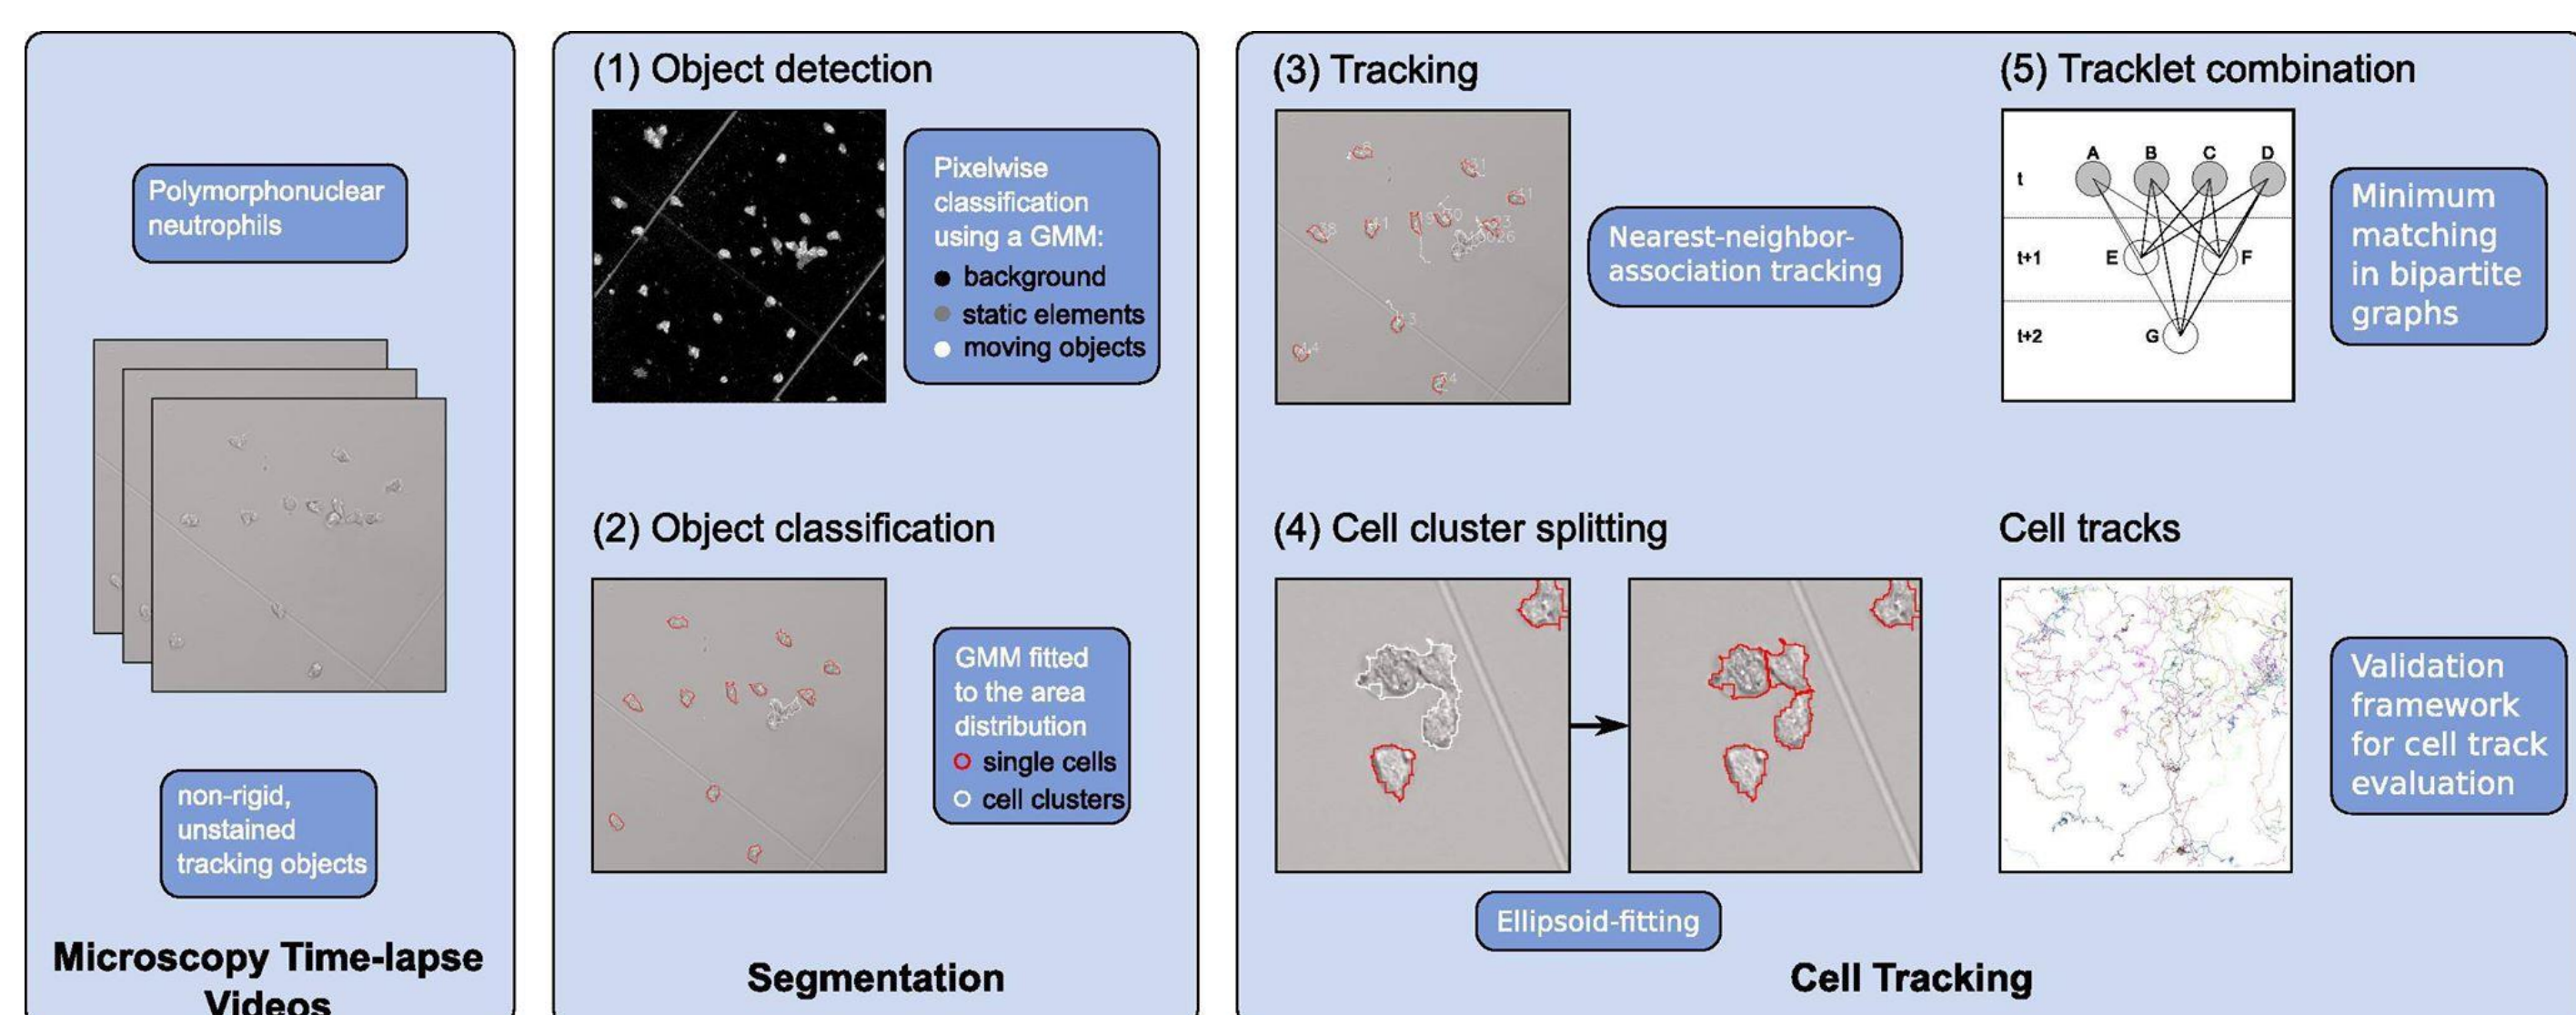 Polymorphonuclear
neutrophils
non-rigid,
unstained
tracking objects
Microscopy Time-lapse
Videos
(1) Object detection
Pixelwise
classification
using a GMM:
background
static elements
moving objects
(2) Object classification
GMM fitted
to the area
distribution
single cells
cell clusters
Segmentation
(3) Tracking
Nearest-neighbor-
association tracking
(4) Cell cluster splitting
Ellipsoid-fitting
(5) Tracklet combination
A B C D
t
t+1 E F
t+2 G
Minimum
matching
in bipartite
graphs
Cell tracks
Validation
framework
for cell track
evaluation
Cell Tracking